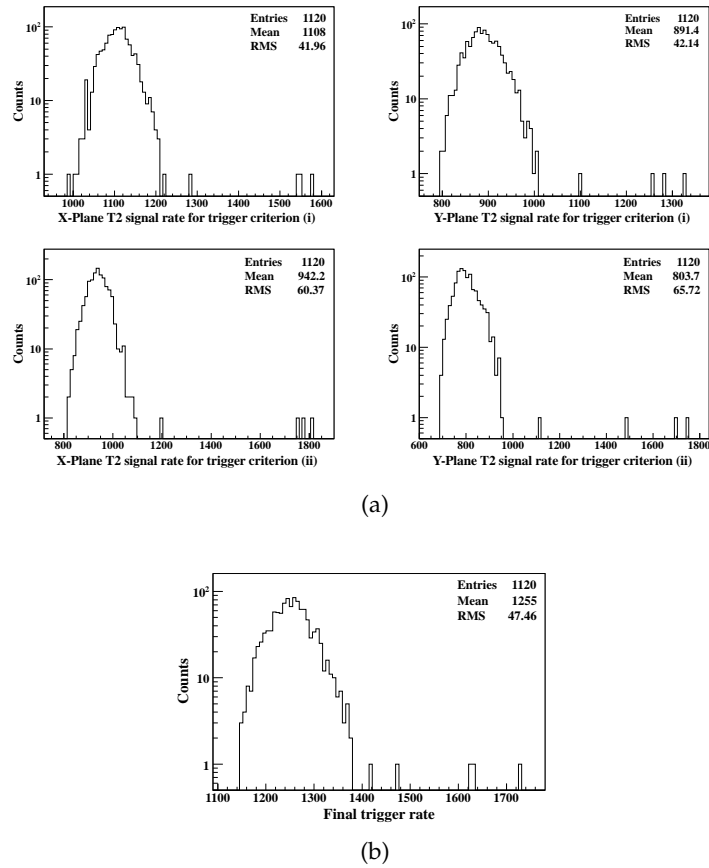 Entries 1120
Mean 1108
RMS 41.96
Counts
10²
10
1
1000 1100 1200 1300 1400 1500 1600
X-Plane T2 signal rate for trigger criterion (i)
Entries 1120
Mean 891.4
RMS 42.14
Counts
10²
10
1
800 900 1000 1100 1200 1300
Y-Plane T2 signal rate for trigger criterion (i)
Entries 1120
Mean 942.2
RMS 60.37
Counts
10²
10
1
800 1000 1200 1400 1600 1800
X-Plane T2 signal rate for trigger criterion (ii)
Entries 1120
Mean 803.7
RMS 65.72
Counts
10²
10
1
600 800 1000 1200 1400 1600 1800
Y-Plane T2 signal rate for trigger criterion (ii)
(a)
Entries 1120
Mean 1255
RMS 47.46
Counts
10²
10
1
1100 1200 1300 1400 1500 1600 1700
Final trigger rate
(b)